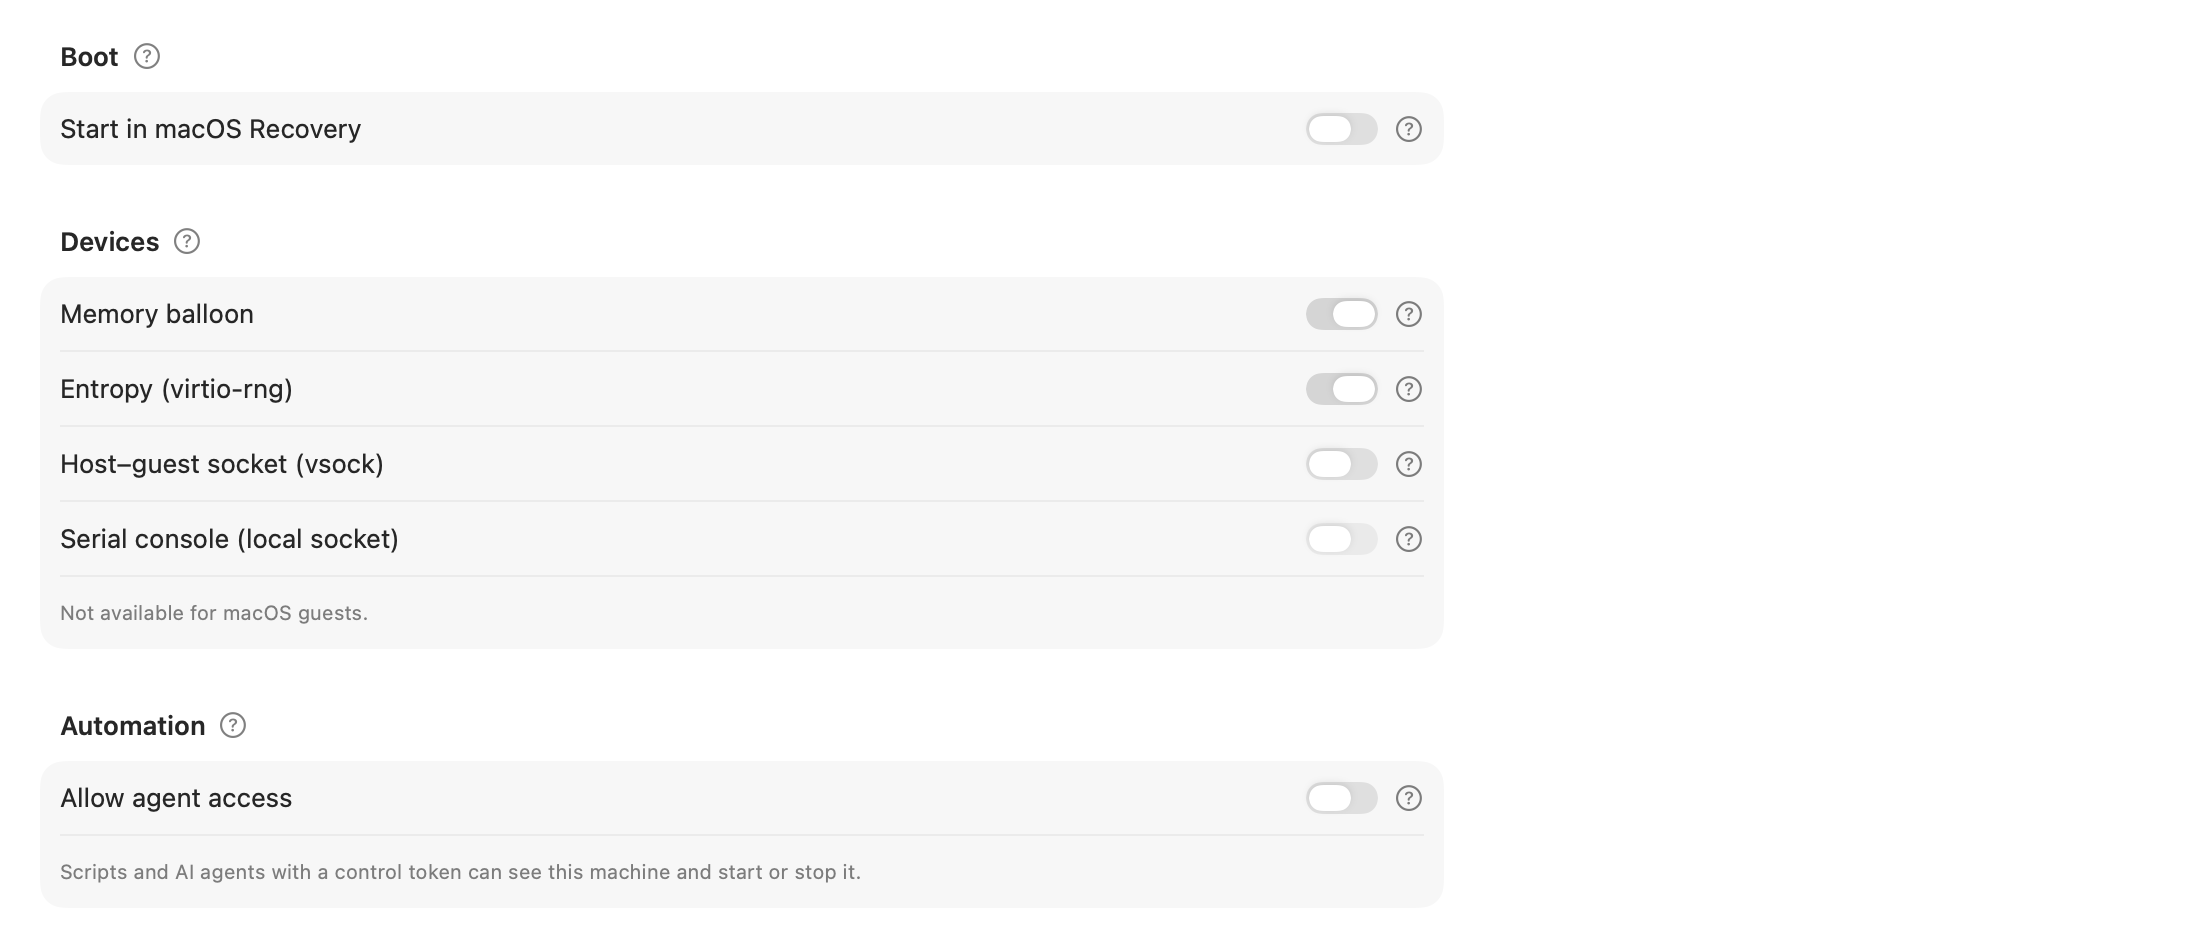 Boot ?
Start in macOS Recovery ?
Devices ?
Memory balloon ?
Entropy (virtio-rng) ?
Host–guest socket (vsock) ?
Serial console (local socket) ?
Not available for macOS guests.
Automation ?
Allow agent access ?
Scripts and AI agents with a control token can see this machine and start or stop it.